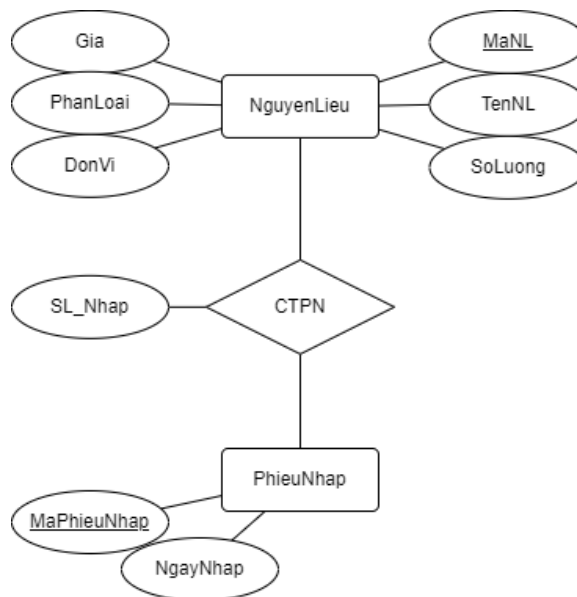 Gia
MaNL
PhanLoai
NguyenLieu
TenNL
DonVi
SoLuong
SL_Nhap
CTPN
PhieuNhap
MaPhieuNhap
NgayNhap